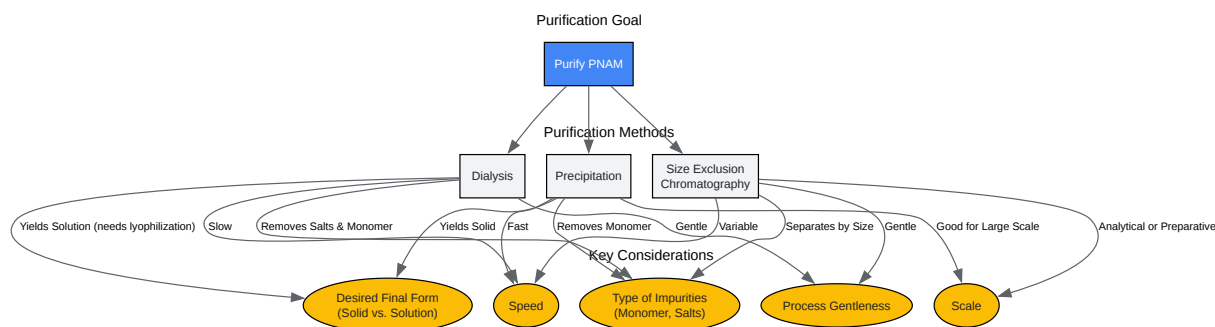 Purification Goal
Purify PNAM
Purification Methods
Dialysis
Precipitation
Size Exclusion
Chromatography
Yields Solution (needs lyophilization)
Slow
Removes Salts & Monomer
Yields Solid
Fast
Removes Monomer
Gentle
Variable
Separates by Size
Gentle
Good for Large Scale
Analytical or Preparative
Key Considerations
Desired Final Form
(Solid vs. Solution)
Speed
Type of Impurities
(Monomer, Salts)
Process Gentleness
Scale